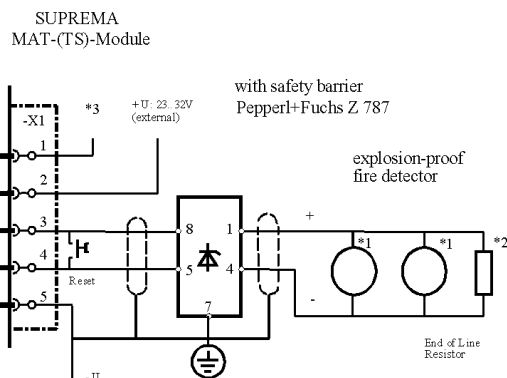 SUPREMA
MAT-(TS)-Module
with safety barrier
Pepperl+Fuchs Z 787
*3
+U: 23..32V
(external)
-X1
1
2
3
4
5
Reset
8
1
5
4
7
explosion-proof
fire detector
+
-
*1
*1
*2
End of Line
Resistor
-U